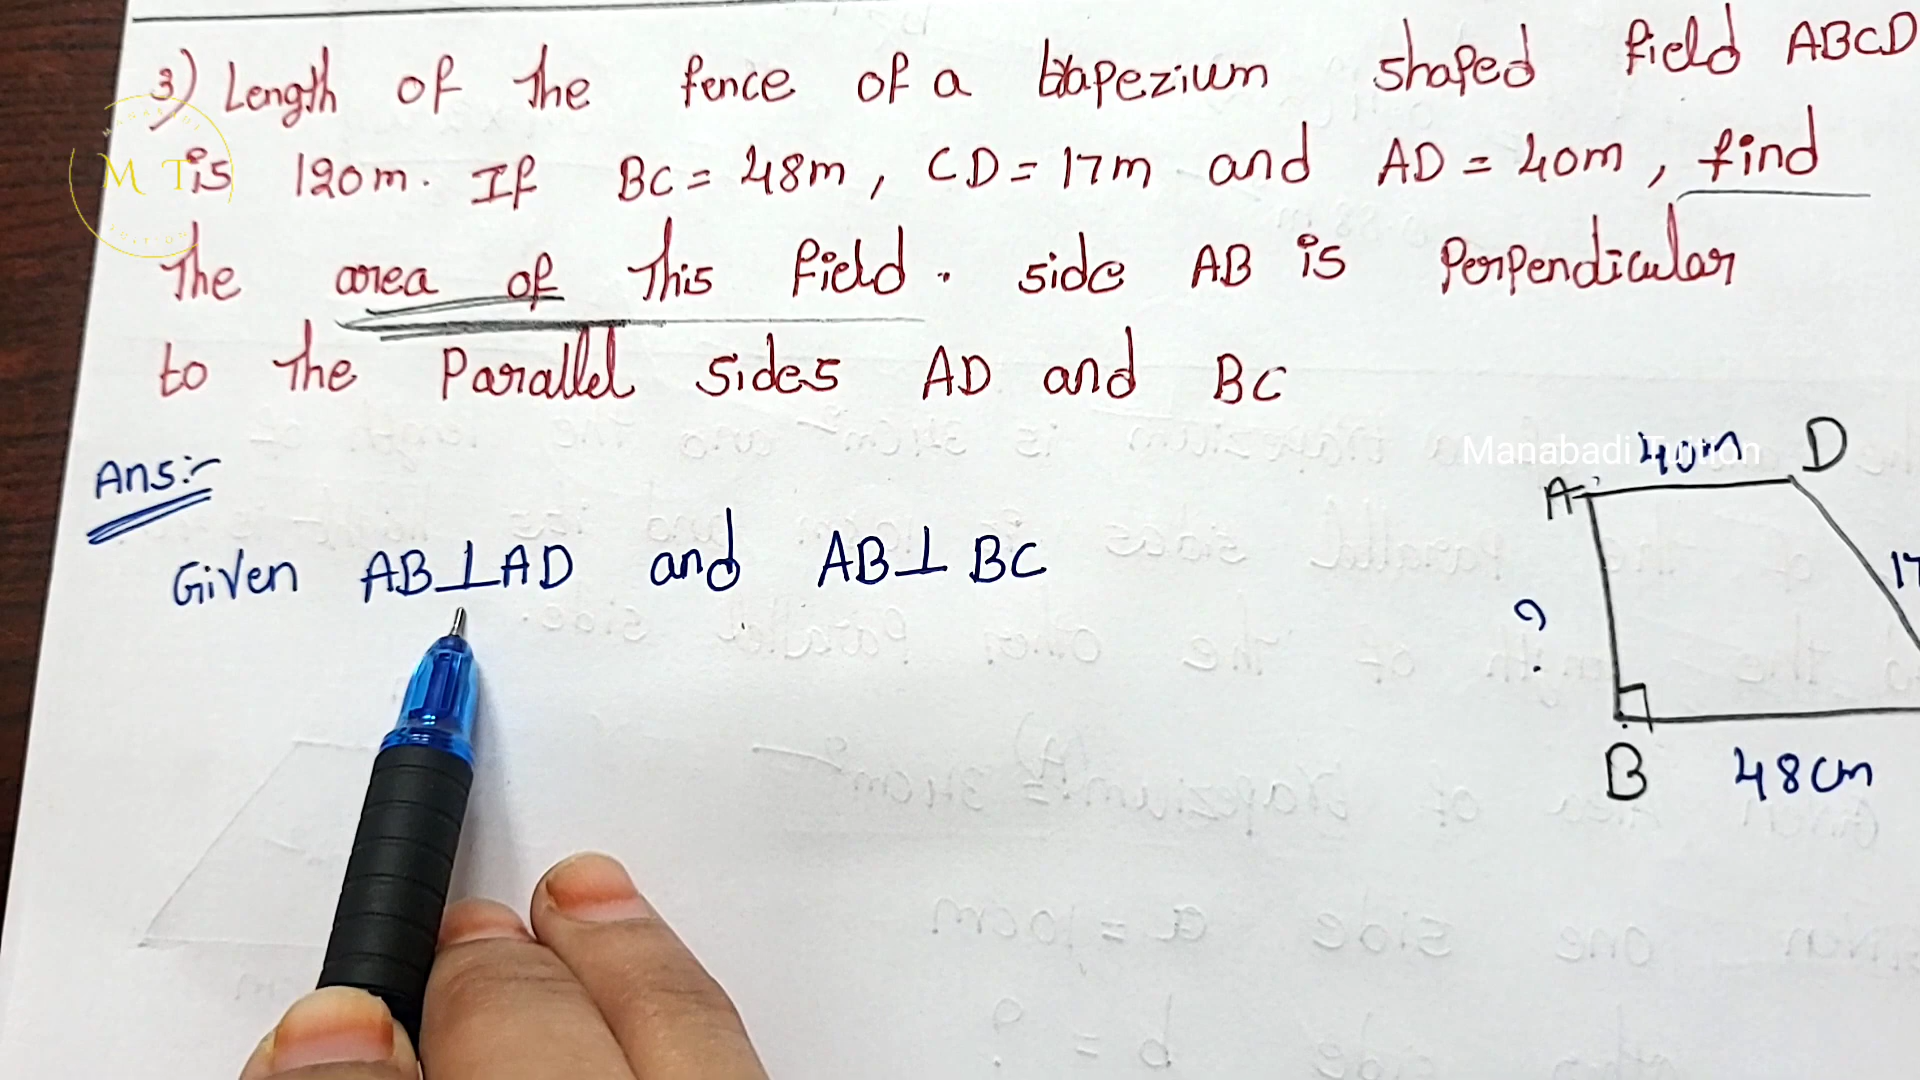 3) Length of the fence of a trapezium shaped field ABCD
is 120m. If BC = 48m, CD = 17m and AD = 40m, find
the area of this field. side AB is Perpendicular
to the Parallel sides AD and BC
Ans:-
Given AB⊥AD and AB⊥BC
Manabadi Tuition
40m
D
A
17
?
B
48cm
MT